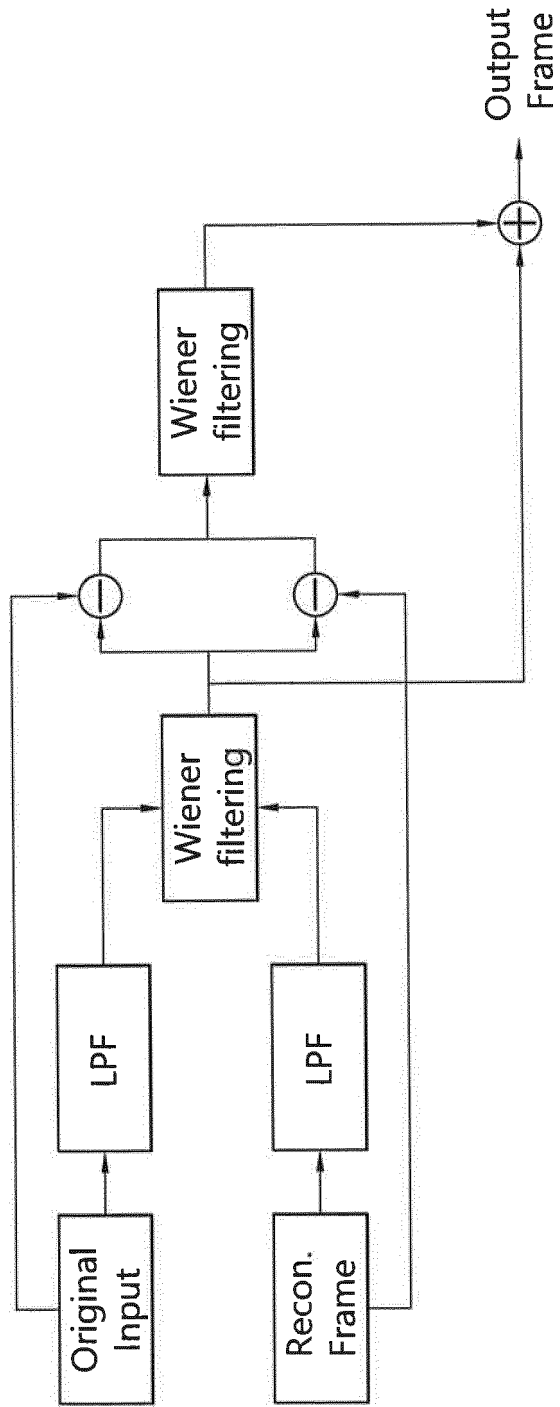 Original
Input
LPF
Recon.
Frame
LPF
Wiener
filtering
Wiener
filtering
Output
Frame